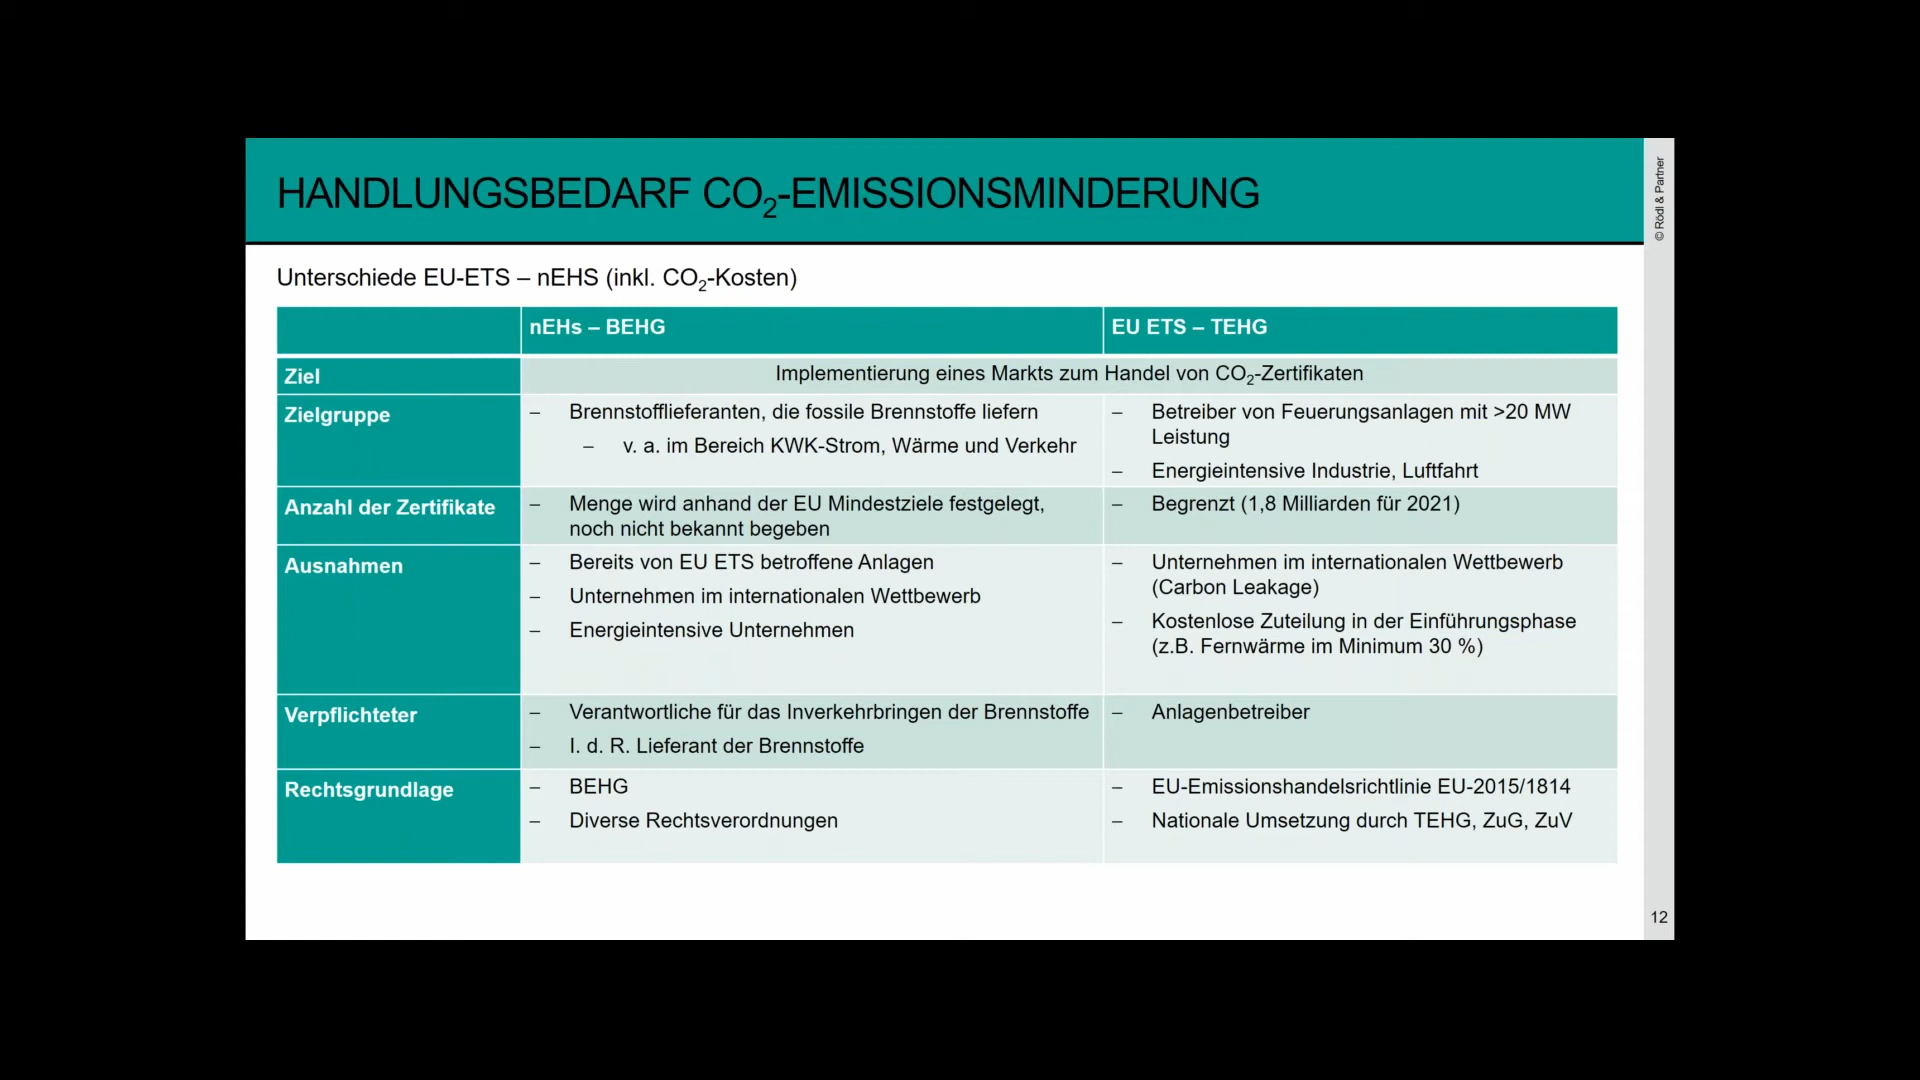 HANDLUNGSBEDARF CO₂-EMISSIONSMINDERUNG
© Rödl & Partner
Unterschiede EU-ETS – nEHS (inkl. CO₂-Kosten)
nEHs – BEHG
EU ETS – TEHG
Ziel
Implementierung eines Markts zum Handel von CO₂-Zertifikaten
Zielgruppe
– Brennstofflieferanten, die fossile Brennstoffe liefern
– v. a. im Bereich KWK-Strom, Wärme und Verkehr
– Betreiber von Feuerungsanlagen mit >20 MW
Leistung
– Energieintensive Industrie, Luftfahrt
Anzahl der Zertifikate
– Menge wird anhand der EU Mindestziele festgelegt,
noch nicht bekannt begeben
– Begrenzt (1,8 Milliarden für 2021)
Ausnahmen
– Bereits von EU ETS betroffene Anlagen
– Unternehmen im internationalen Wettbewerb
– Energieintensive Unternehmen
– Unternehmen im internationalen Wettbewerb
(Carbon Leakage)
– Kostenlose Zuteilung in der Einführungsphase
(z.B. Fernwärme im Minimum 30 %)
Verpflichteter
– Verantwortliche für das Inverkehrbringen der Brennstoffe
– I. d. R. Lieferant der Brennstoffe
– Anlagenbetreiber
Rechtsgrundlage
– BEHG
– Diverse Rechtsverordnungen
– EU-Emissionshandelsrichtlinie EU-2015/1814
– Nationale Umsetzung durch TEHG, ZuG, ZuV
12